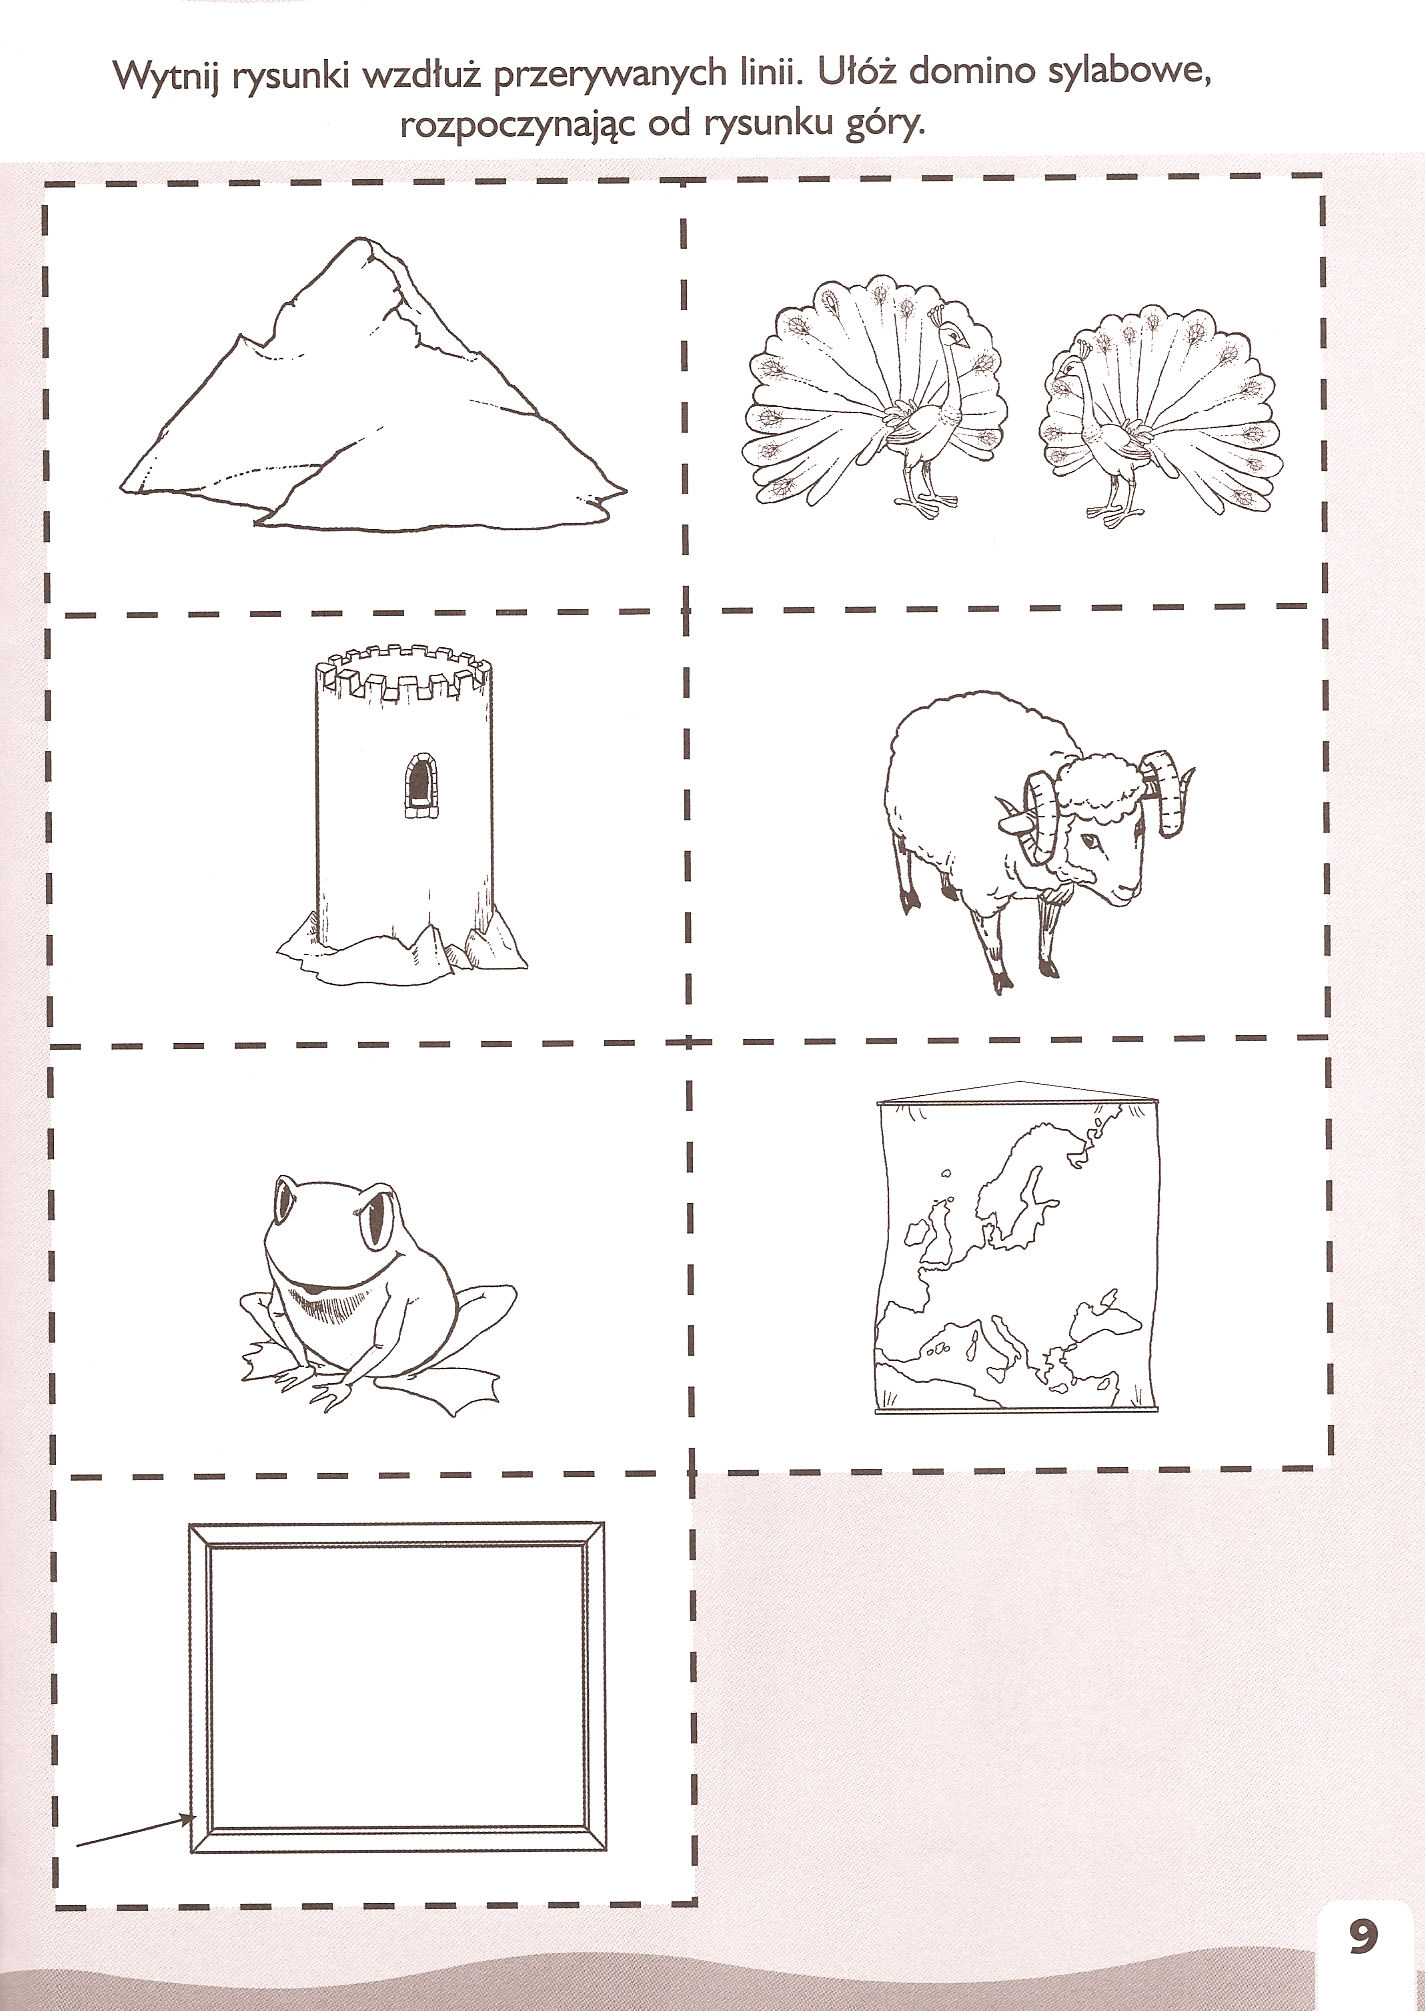 Wytnij rysunki wzdłuż przerywanych linii. Ułóż domino sylabowe,
rozpoczynając od rysunku góry.
9